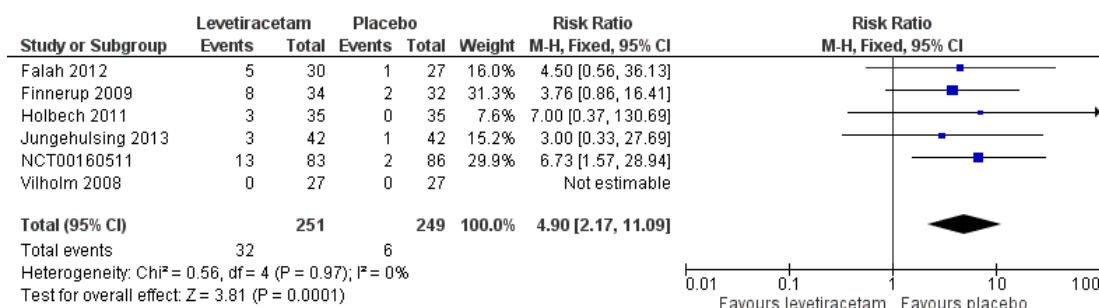 Levetiracetam Placebo Risk Ratio Risk Ratio
Study or Subgroup Events Total Events Total Weight M-H, Fixed, 95% CI M-H, Fixed, 95% CI
Falah 2012 5 30 1 27 16.0% 4.50 [0.56, 36.13]
Finnerup 2009 8 34 2 32 31.3% 3.76 [0.86, 16.41]
Holbech 2011 3 35 0 35 7.6% 7.00 [0.37, 130.69]
Jungehulsing 2013 3 42 1 42 15.2% 3.00 [0.33, 27.69]
NCT00160511 13 83 2 86 29.9% 6.73 [1.57, 28.94]
Vilholm 2008 0 27 0 27 Not estimable
Total (95% CI) 251 249 100.0% 4.90 [2.17, 11.09]
Total events 32 6
Heterogeneity: Chi² = 0.56, df = 4 (P = 0.97); I² = 0%
Test for overall effect: Z = 3.81 (P = 0.0001)
0.01 0.1 1 10 100
Favours levetiracetam Favours placebo